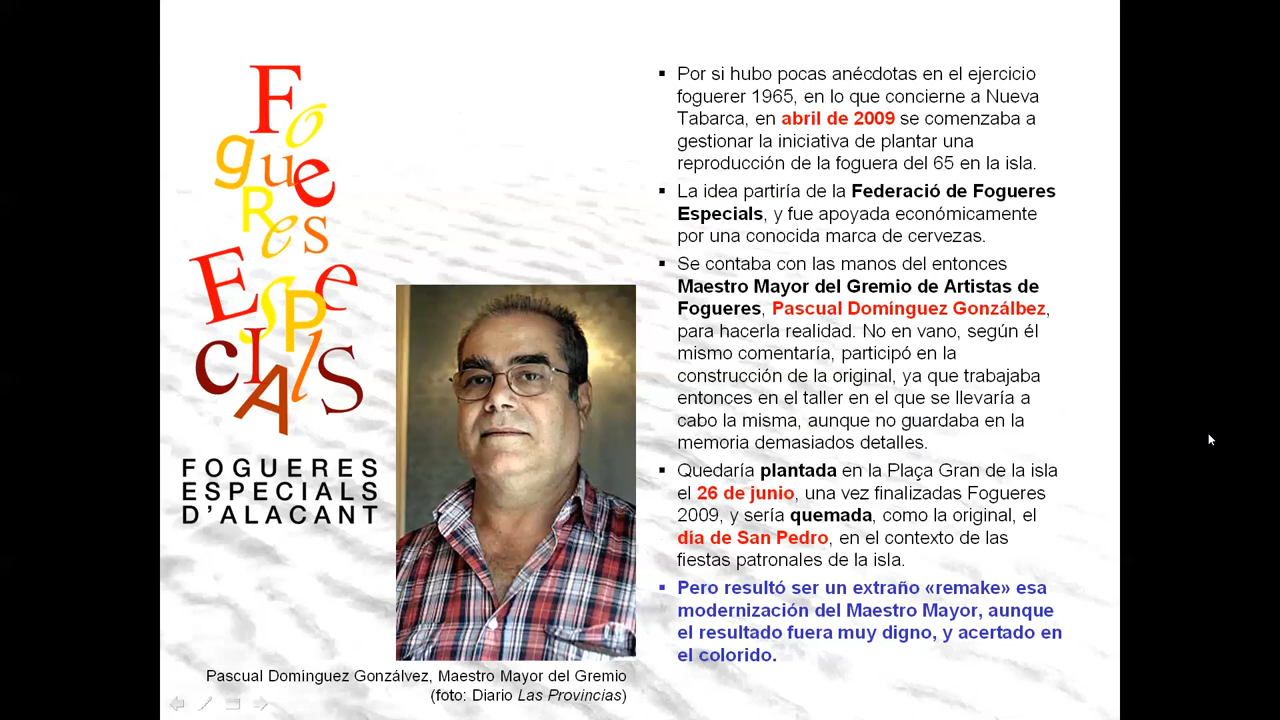 Fogueres
Especials
FOGUERES
ESPECIALS
D'ALACANT
▪ Por si hubo pocas anécdotas en el ejercicio
foguerer 1965, en lo que concierne a Nueva
Tabarca, en abril de 2009 se comenzaba a
gestionar la iniciativa de plantar una
reproducción de la foguera del 65 en la isla.
▪ La idea partiría de la Federació de Fogueres
Especials, y fue apoyada económicamente
por una conocida marca de cervezas.
▪ Se contaba con las manos del entonces
Maestro Mayor del Gremio de Artistas de
Fogueres, Pascual Domínguez Gonzálbez,
para hacerla realidad. No en vano, según él
mismo comentaría, participó en la
construcción de la original, ya que trabajaba
entonces en el taller en el que se llevaría a
cabo la misma, aunque no guardaba en la
memoria demasiados detalles.
▪ Quedaría plantada en la Plaça Gran de la isla
el 26 de junio, una vez finalizadas Fogueres
2009, y sería quemada, como la original, el
día de San Pedro, en el contexto de las
fiestas patronales de la isla.
▪ Pero resultó ser un extraño «remake» esa
modernización del Maestro Mayor, aunque
el resultado fuera muy digno, y acertado en
el colorido.
Pascual Domínguez Gonzálvez, Maestro Mayor del Gremio
(foto: Diario Las Provincias)